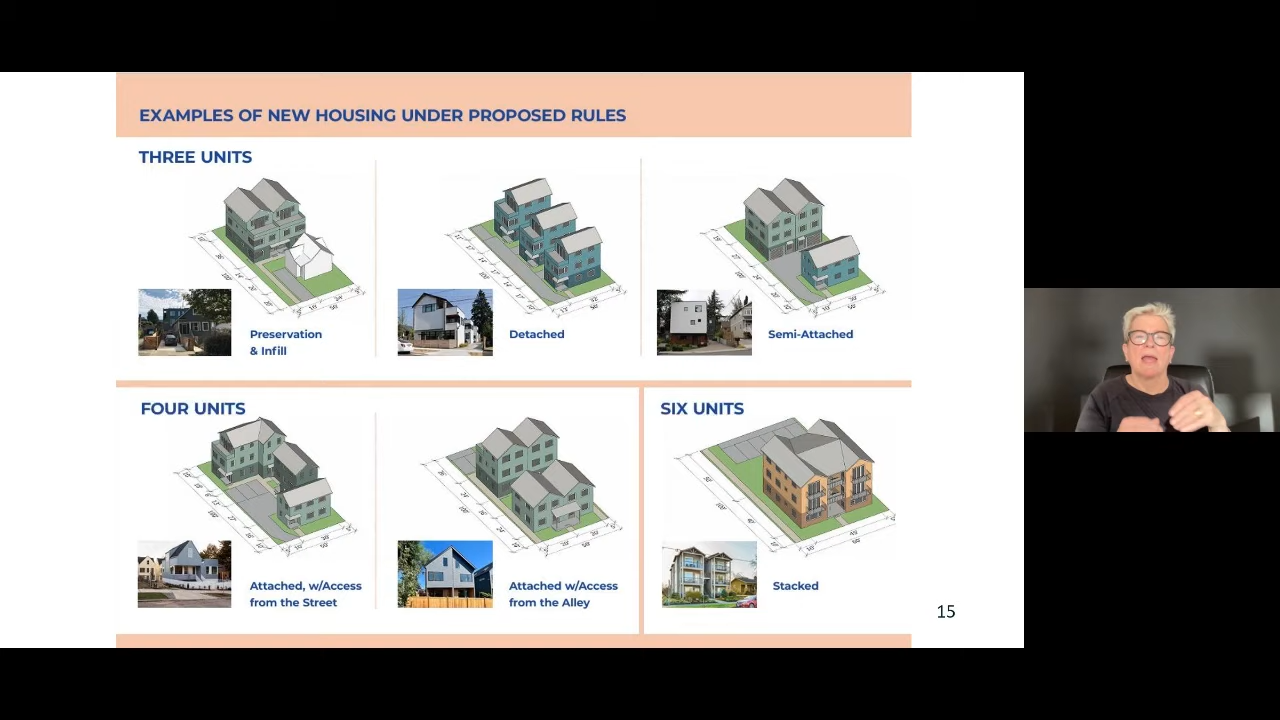 EXAMPLES OF NEW HOUSING UNDER PROPOSED RULES
THREE UNITS
Preservation
& Infill
Detached
Semi-Attached
FOUR UNITS
Attached, w/Access
from the Street
Attached w/Access
from the Alley
SIX UNITS
Stacked
15